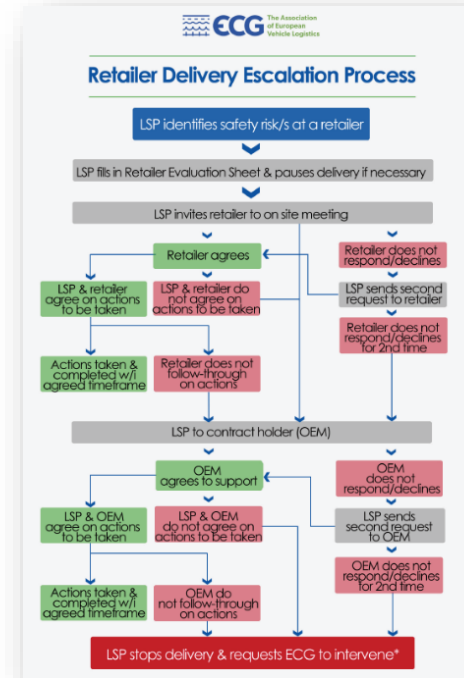 ECG
The Association
of European
Vehicle Logistics
Retailer Delivery Escalation Process
LSP identifies safety risk/s at a retailer
LSP fills in Retailer Evaluation Sheet & pauses delivery if necessary
LSP invites retailer to on site meeting
Retailer agrees
Retailer does not
respond/declines
LSP & retailer
agree on actions
to be taken
LSP & retailer do
not agree on
actions to be taken
LSP sends second
request to retailer
Retailer does not
respond/declines
for 2nd time
Actions taken &
completed w/i
agreed timeframe
Retailer does not
follow-through
on actions
LSP to contract holder (OEM)
OEM
agrees to support
OEM
does not
respond/declines
LSP & OEM
agree on actions
to be taken
LSP & OEM
do not agree on
actions to be taken
LSP sends
second request
to OEM
OEM does not
respond/declines
for 2nd time
Actions taken &
completed w/i
agreed timeframe
OEM do
not follow-through
on actions
LSP stops delivery & requests ECG to intervene*